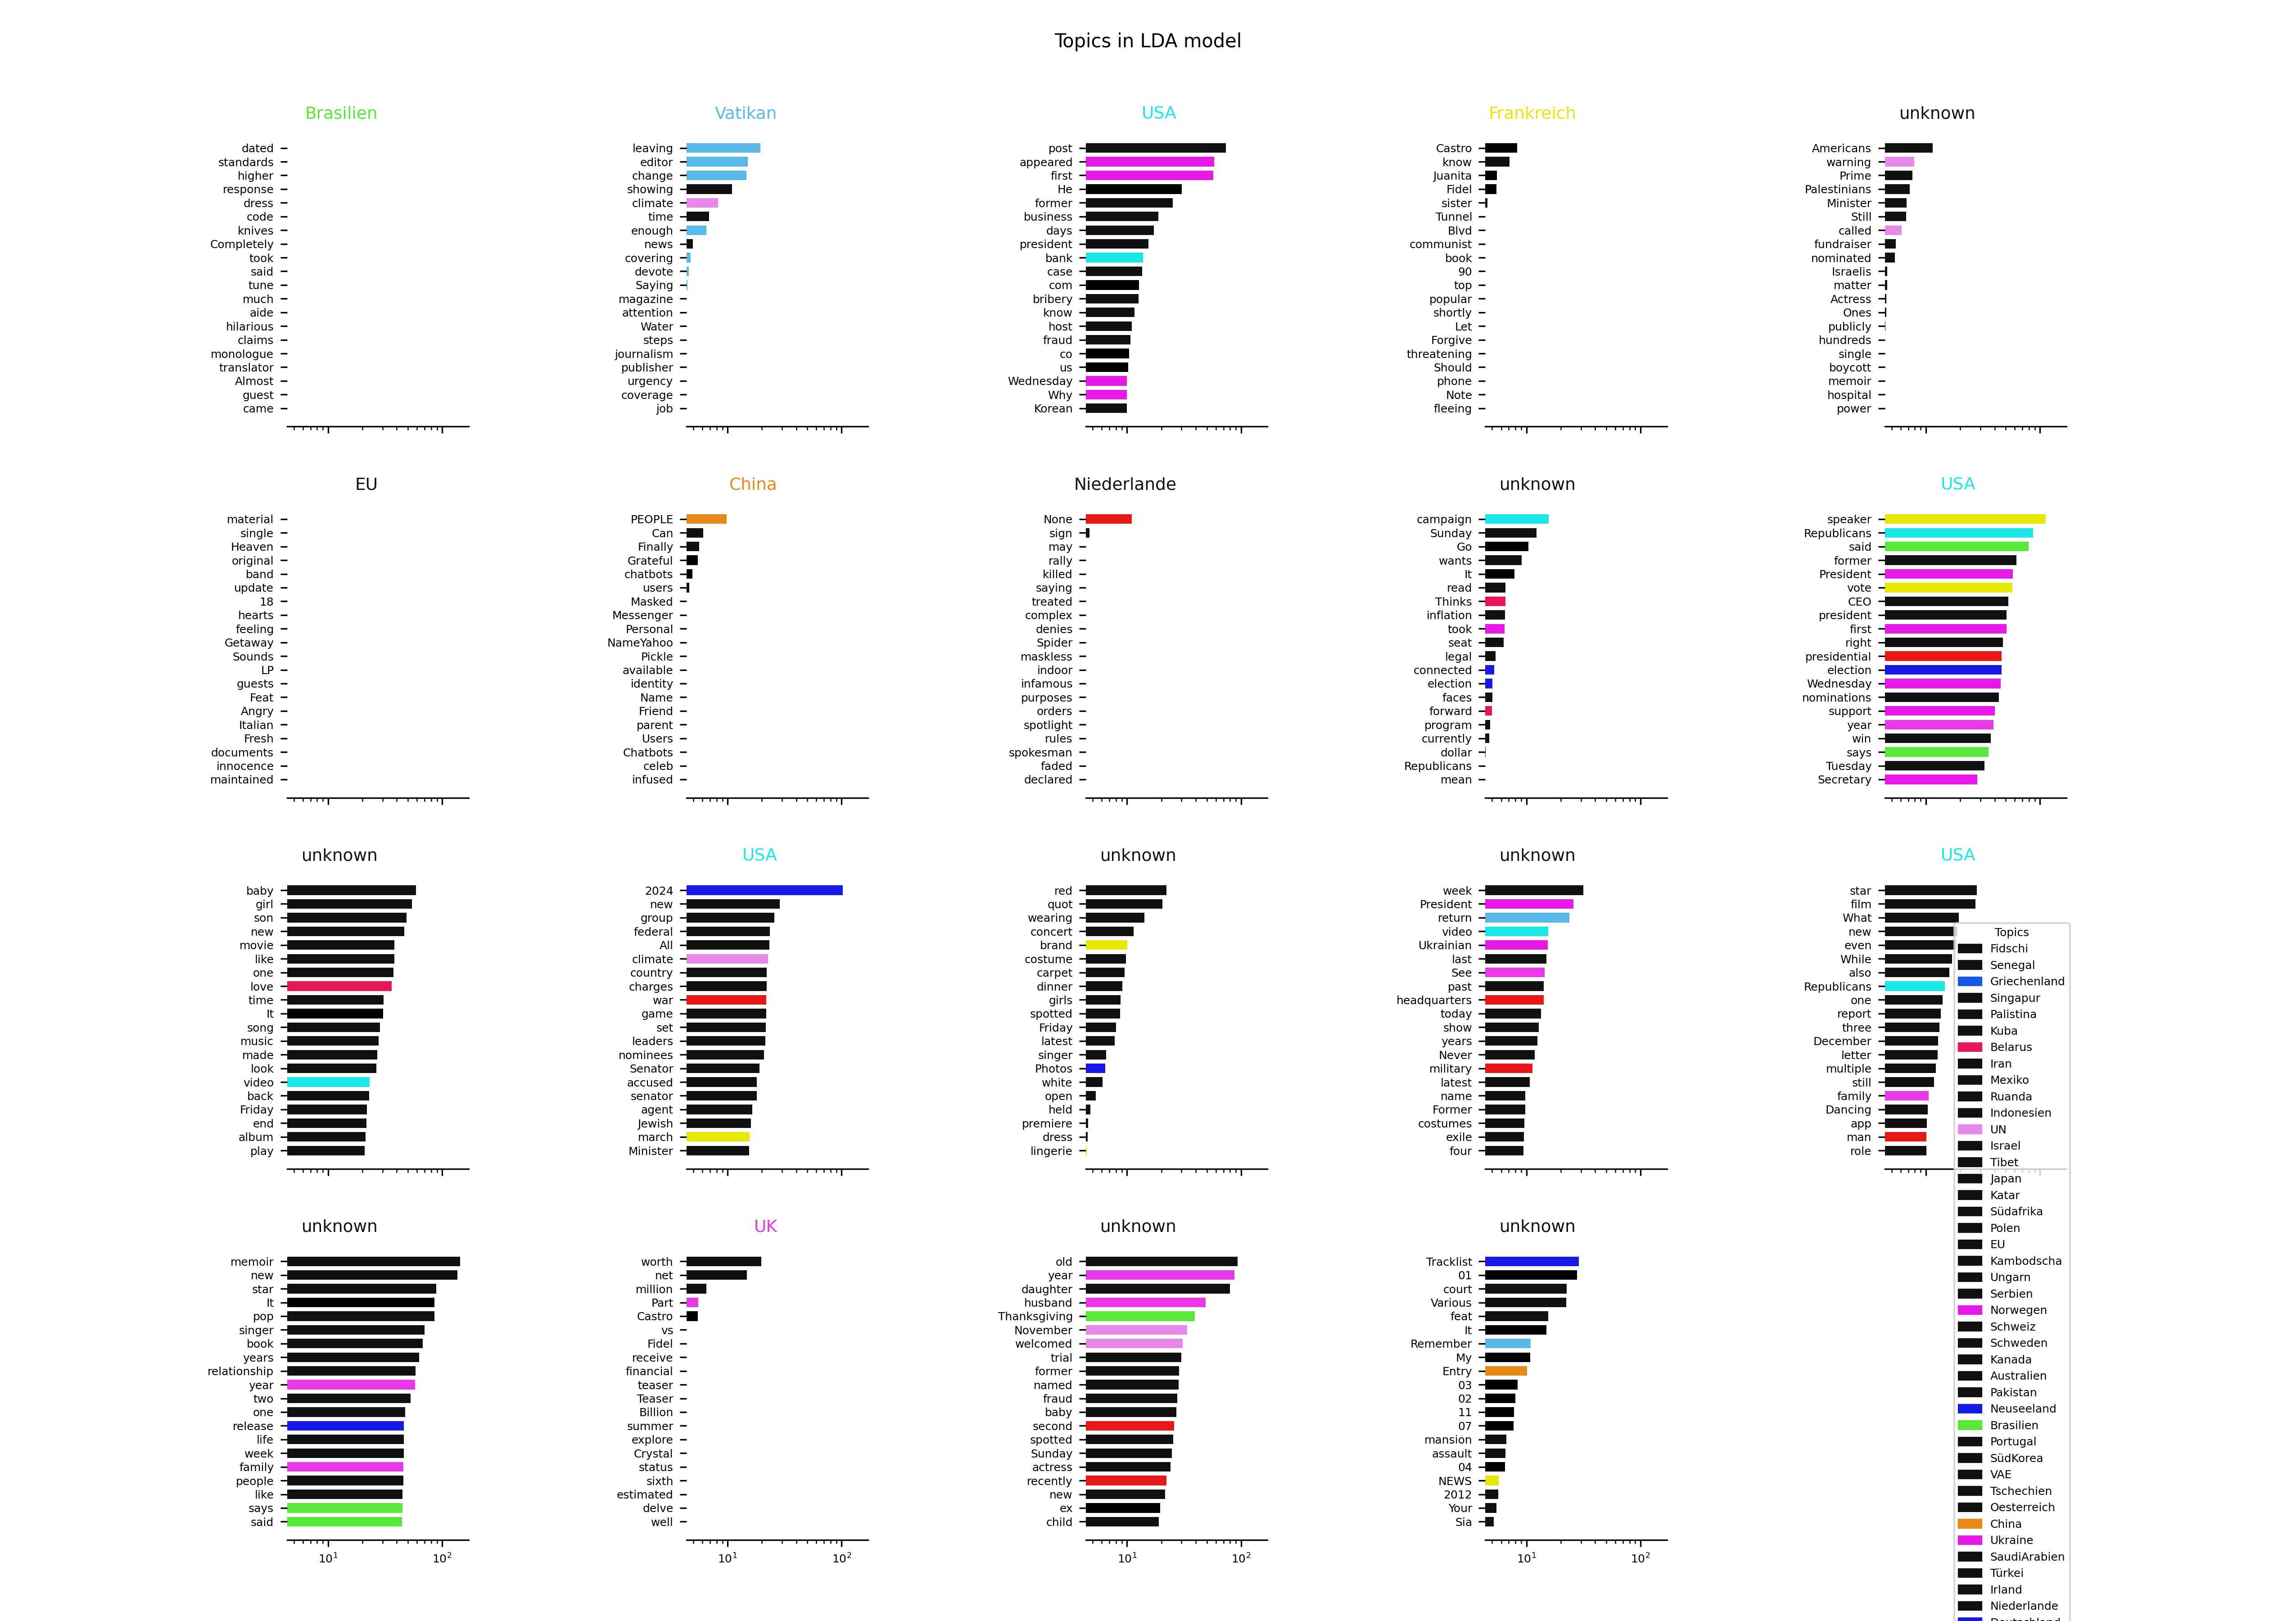 Topics in LDA model
Brasilien
dated
standards
higher
response
dress
code
knives
Completely
took
said
tune
much
aide
hilarious
claims
monologue
translator
Almost
guest
came
Vatikan
leaving
editor
change
showing
climate
time
enough
news
covering
devote
Saying
magazine
attention
Water
steps
journalism
publisher
urgency
coverage
job
USA
post
appeared
first
He
former
business
days
president
bank
case
com
bribery
know
host
fraud
co
us
Wednesday
Why
Korean
Frankreich
Castro
know
Juanita
Fidel
sister
Tunnel
Blvd
communist
book
90
top
popular
shortly
Let
Forgive
threatening
Should
phone
Note
fleeing
unknown
Americans
warning
Prime
Palestinians
Minister
Still
called
fundraiser
nominated
Israelis
matter
Actress
Ones
publicly
hundreds
single
boycott
memoir
hospital
power
EU
material
single
Heaven
original
band
update
18
hearts
feeling
Getaway
Sounds
LP
guests
Feat
Angry
Italian
Fresh
documents
innocence
maintained
China
PEOPLE
Can
Finally
Grateful
chatbots
users
Masked
Messenger
Personal
NameYahoo
Pickle
available
identity
Name
Friend
parent
Users
Chatbots
celeb
infused
Niederlande
None
sign
may
rally
killed
saying
treated
complex
denies
Spider
maskless
indoor
infamous
purposes
orders
spotlight
rules
spokesman
faded
declared
unknown
campaign
Sunday
Go
wants
It
read
Thinks
inflation
took
seat
legal
connected
election
faces
forward
program
currently
dollar
Republicans
mean
USA
speaker
Republicans
said
former
President
vote
CEO
president
first
right
presidential
election
Wednesday
nominations
support
year
win
says
Tuesday
Secretary
unknown
baby
girl
son
new
movie
like
one
love
time
It
song
music
made
look
video
back
Friday
end
album
play
USA
2024
new
group
federal
All
climate
country
charges
war
game
set
leaders
nominees
Senator
accused
senator
agent
Jewish
march
Minister
unknown
red
quot
wearing
concert
brand
costume
carpet
dinner
girls
spotted
Friday
latest
singer
Photos
white
open
held
premiere
dress
lingerie
unknown
week
President
return
video
Ukrainian
last
See
past
headquarters
today
show
years
Never
military
latest
name
Former
costumes
exile
four
USA
star
film
What
new
even
While
also
Republicans
one
report
three
December
letter
multiple
still
family
Dancing
app
man
role
unknown
memoir
new
star
It
pop
singer
book
years
relationship
year
two
one
release
life
week
family
people
like
says
said
10¹ 10²
UK
worth
net
million
Part
Castro
vs
Fidel
receive
financial
teaser
Teaser
Billion
summer
explore
Crystal
status
sixth
estimated
delve
well
10¹ 10²
unknown
old
year
daughter
husband
Thanksgiving
November
welcomed
trial
former
named
fraud
baby
second
spotted
Sunday
actress
recently
new
ex
child
10¹ 10²
unknown
Tracklist
01
court
Various
feat
It
Remember
My
Entry
03
02
11
07
mansion
assault
04
NEWS
2012
Your
Sia
10¹ 10²
Topics
Fidschi
Senegal
Griechenland
Singapur
Palistina
Kuba
Belarus
Iran
Mexiko
Ruanda
Indonesien
UN
Israel
Tibet
Japan
Katar
Südafrika
Polen
EU
Kambodscha
Ungarn
Serbien
Norwegen
Schweiz
Schweden
Kanada
Australien
Pakistan
Neuseeland
Brasilien
Portugal
SüdKorea
VAE
Tschechien
Oesterreich
China
Ukraine
SaudiArabien
Türkei
Irland
Niederlande